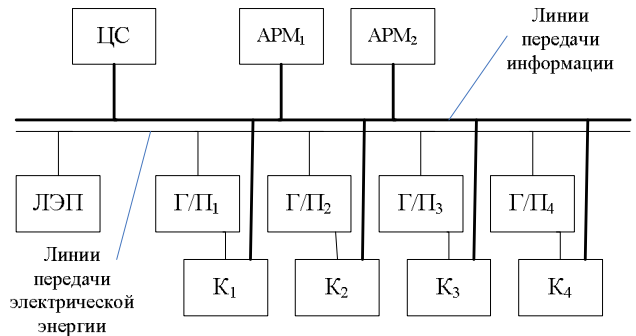 ЦС
АРМ1
АРМ2
Линии
передачи
информации
ЛЭП
Г/П1
Г/П2
Г/П3
Г/П4
Линии
передачи
электрической
энергии
К1
К2
К3
К4